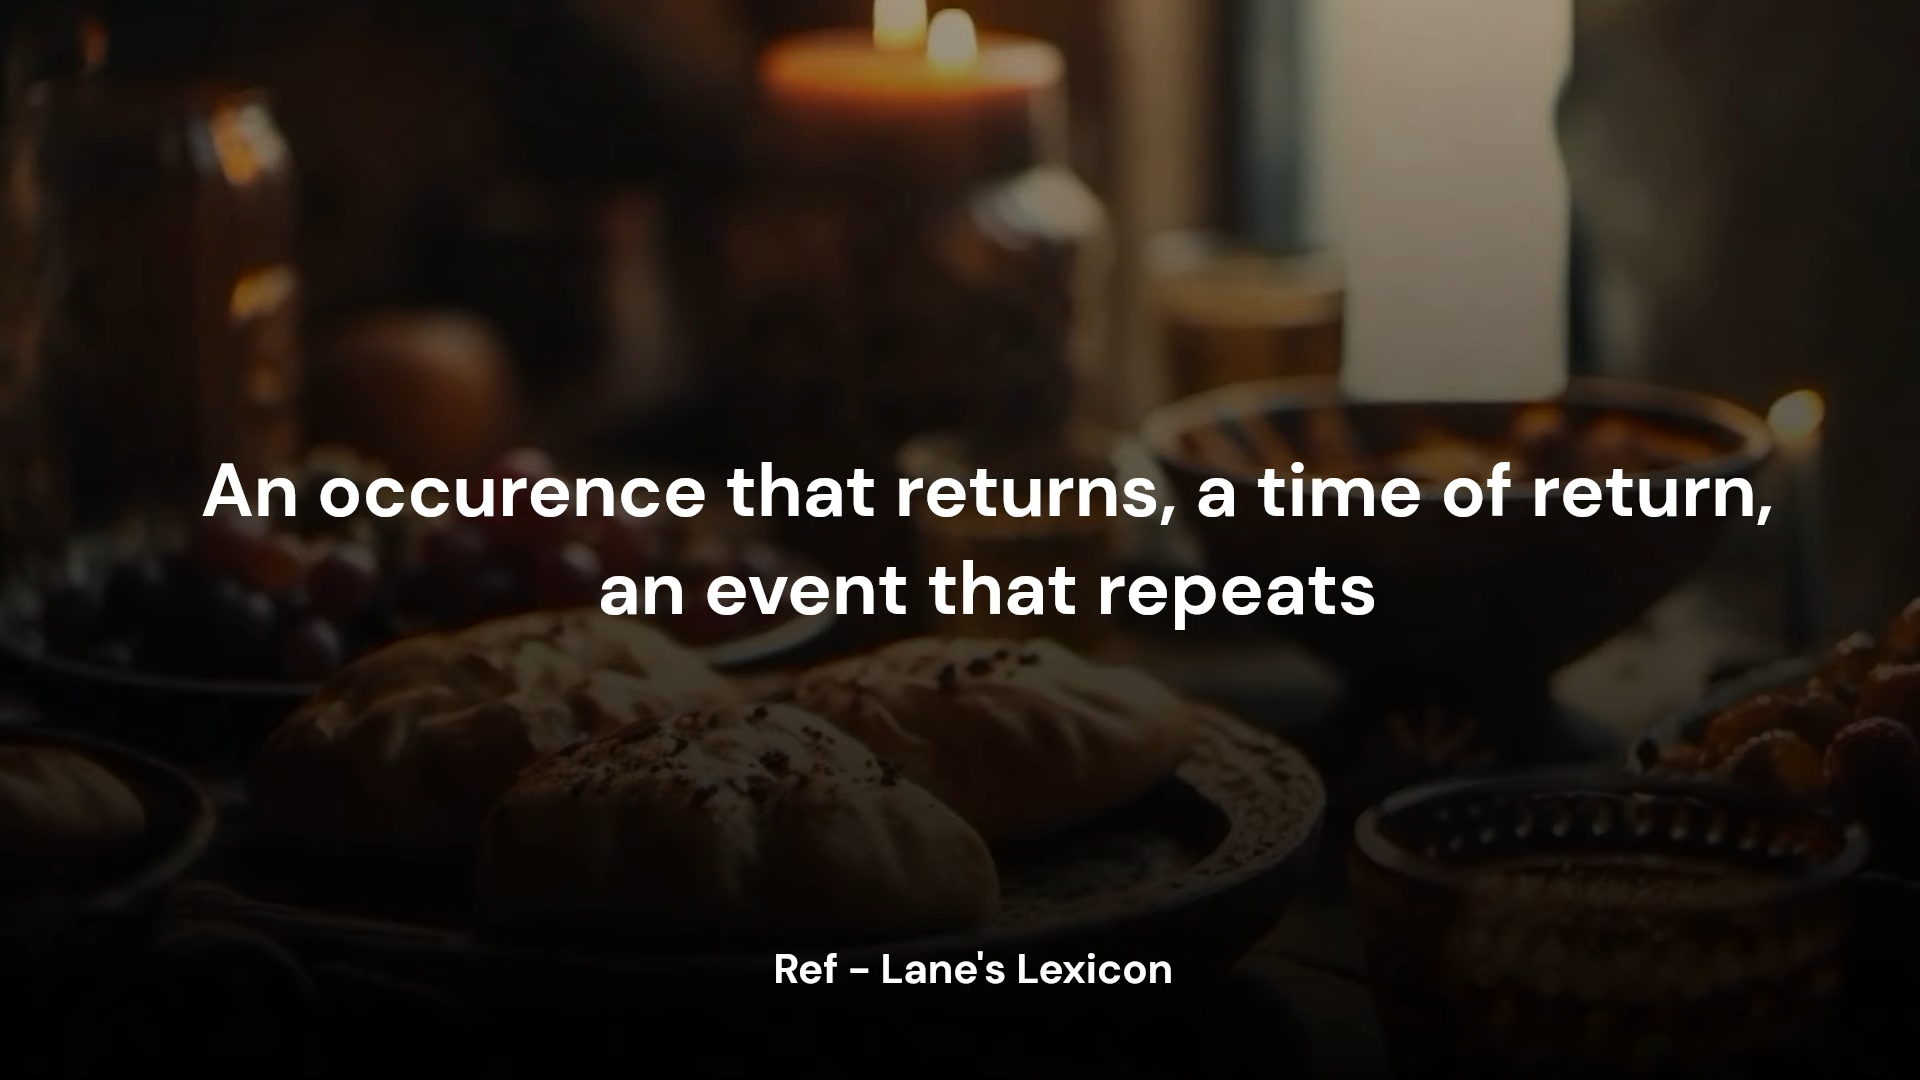 An occurence that returns, a time of return,
an event that repeats
Ref - Lane's Lexicon